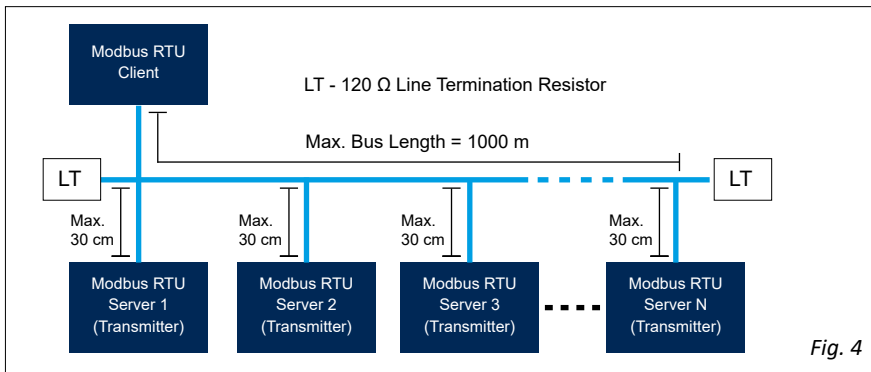 Modbus RTU
Client
LT - 120 Ω Line Termination Resistor
Max. Bus Length = 1000 m
LT
LT
Max.
30 cm
Max.
30 cm
Max.
30 cm
Max.
30 cm
Modbus RTU
Server 1
(Transmitter)
Modbus RTU
Server 2
(Transmitter)
Modbus RTU
Server 3
(Transmitter)
Modbus RTU
Server N
(Transmitter)
Fig. 4